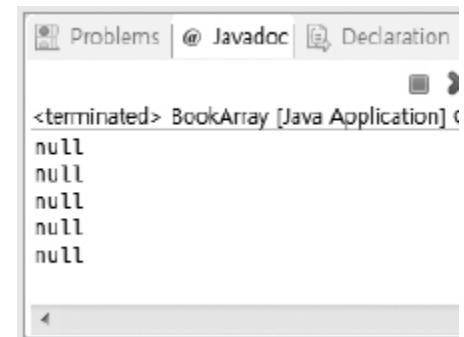 Problems @ Javadoc Declaration
<terminated> BookArray [Java Application]
null
null
null
null
null